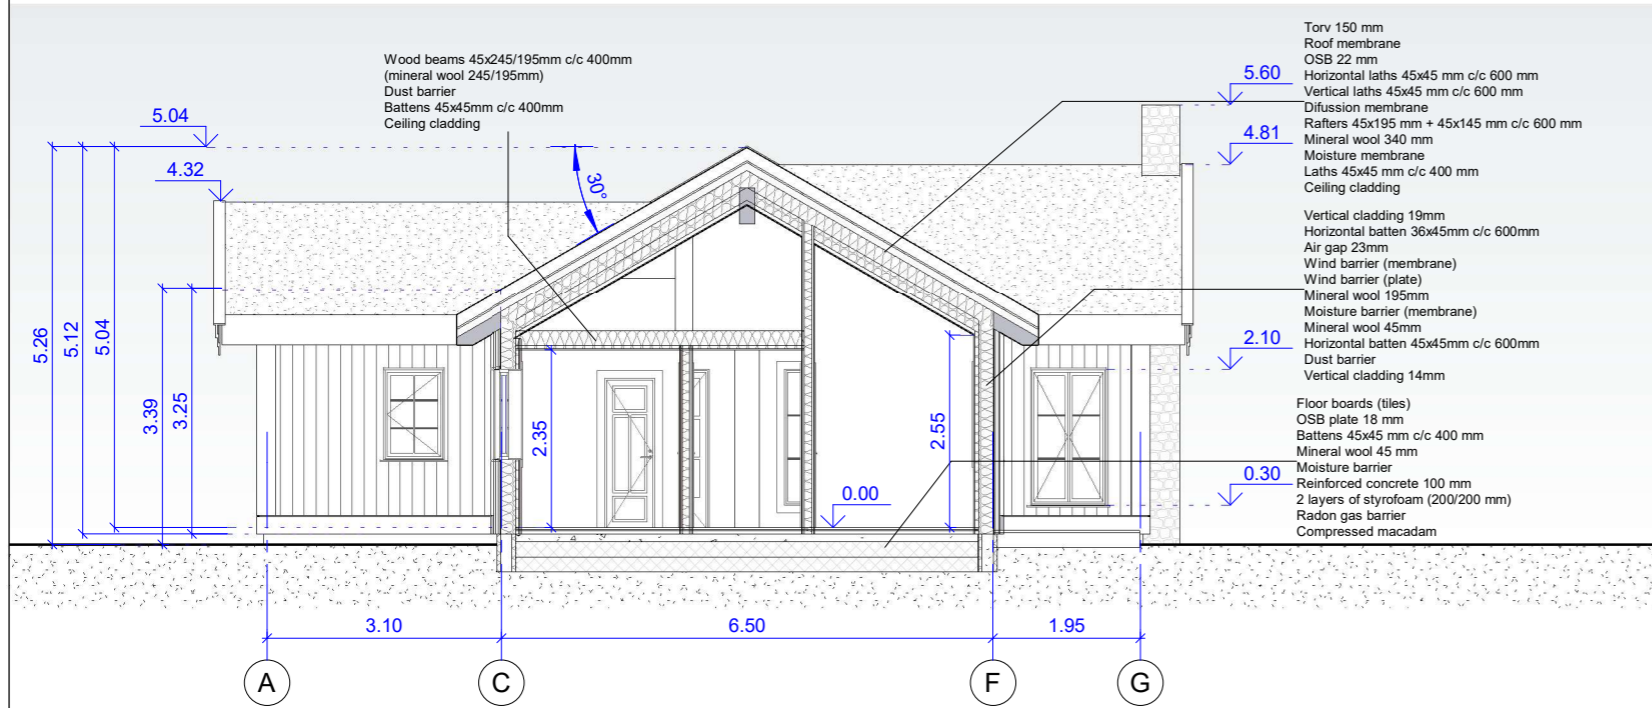 Wood beams 45x245/195mm c/c 400mm
(mineral wool 245/195mm)
Dust barrier
Battens 45x45mm c/c 400mm
Ceiling cladding
Torv 150 mm
Roof membrane
OSB 22 mm
Horizontal laths 45x45 mm c/c 600 mm
Vertical laths 45x45 mm c/c 600 mm
Difussion membrane
Rafters 45x195 mm + 45x145 mm c/c 600 mm
Mineral wool 340 mm
Moisture membrane
Laths 45x45 mm c/c 400 mm
Ceiling cladding
Vertical cladding 19mm
Horizontal batten 36x45mm c/c 600mm
Air gap 23mm
Wind barrier (membrane)
Wind barrier (plate)
Mineral wool 195mm
Moisture barrier (membrane)
Mineral wool 45mm
Horizontal batten 45x45mm c/c 600mm
Dust barrier
Vertical cladding 14mm
Floor boards (tiles)
OSB plate 18 mm
Battens 45x45 mm c/c 400 mm
Mineral wool 45 mm
Moisture barrier
Reinforced concrete 100 mm
2 layers of styrofoam (200/200 mm)
Radon gas barrier
Compressed macadam
5.04
4.32
30°
5.60
4.81
2.10
0.30
5.26
5.12
5.04
3.39
3.25
2.35
2.55
0.00
3.10
6.50
1.95
A
C
F
G